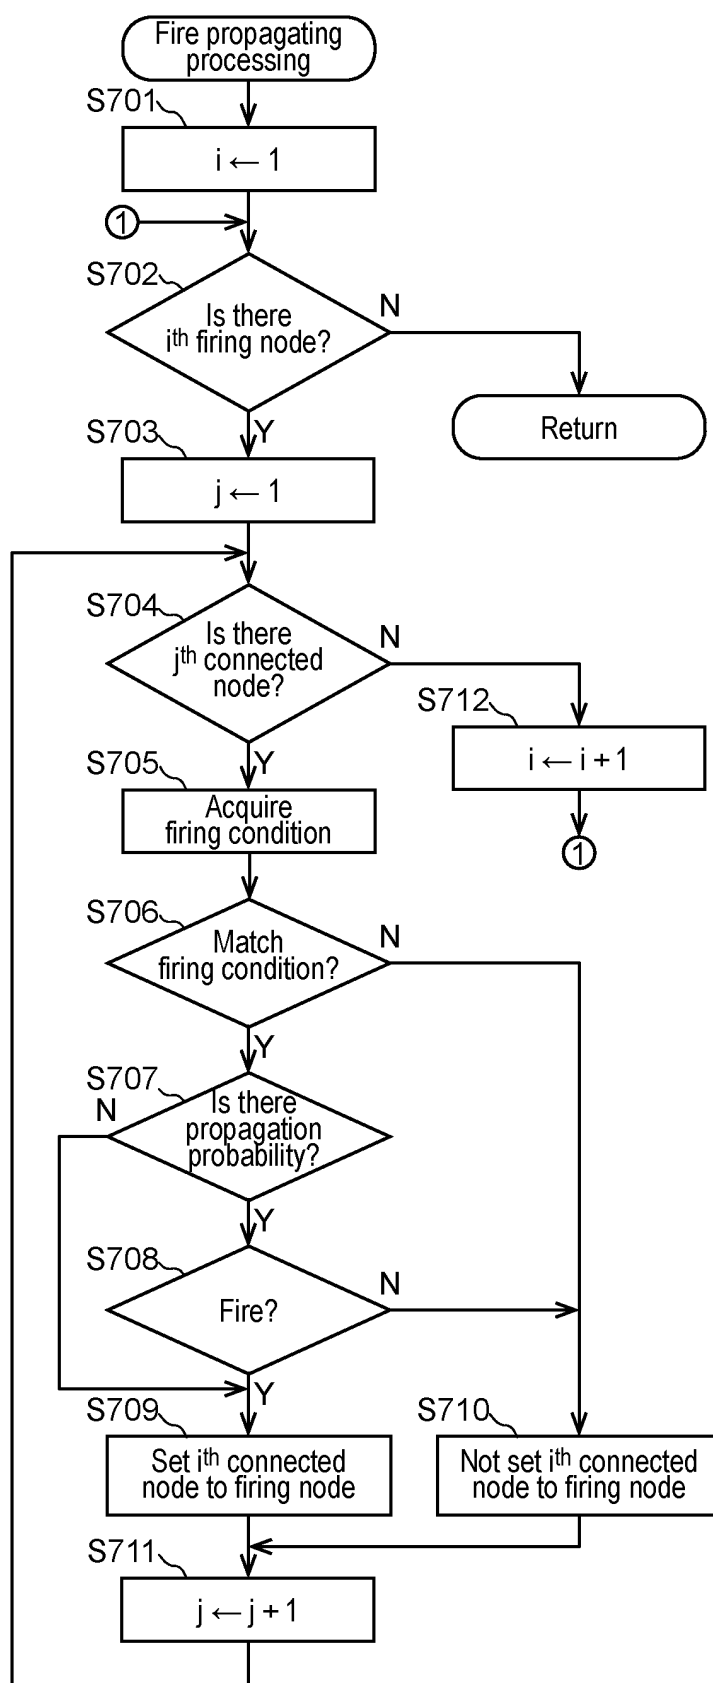 Fire propagating
processing
S701
i ← 1
1
S702
Is there
ith firing node?
N
Y
Return
S703
j ← 1
S704
Is there
jth connected
node?
N
Y
S712
i ← i + 1
1
S705
Acquire
firing condition
S706
Match
firing condition?
N
Y
S707
Is there
propagation
probability?
N
Y
S708
Fire?
N
Y
S709
Set ith connected
node to firing node
S710
Not set ith connected
node to firing node
S711
j ← j + 1